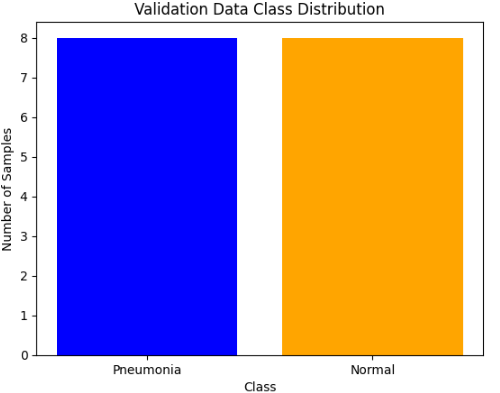 Validation Data Class Distribution
Number of Samples
8
7
6
5
4
3
2
1
0
Pneumonia Normal
Class